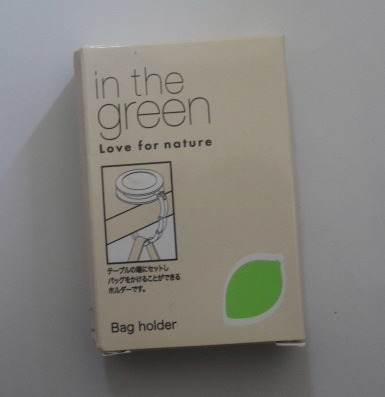 in the
green
Love for nature
テーブルの端にセットし
バッグをかけることができる
ホルダーです。
Bag holder